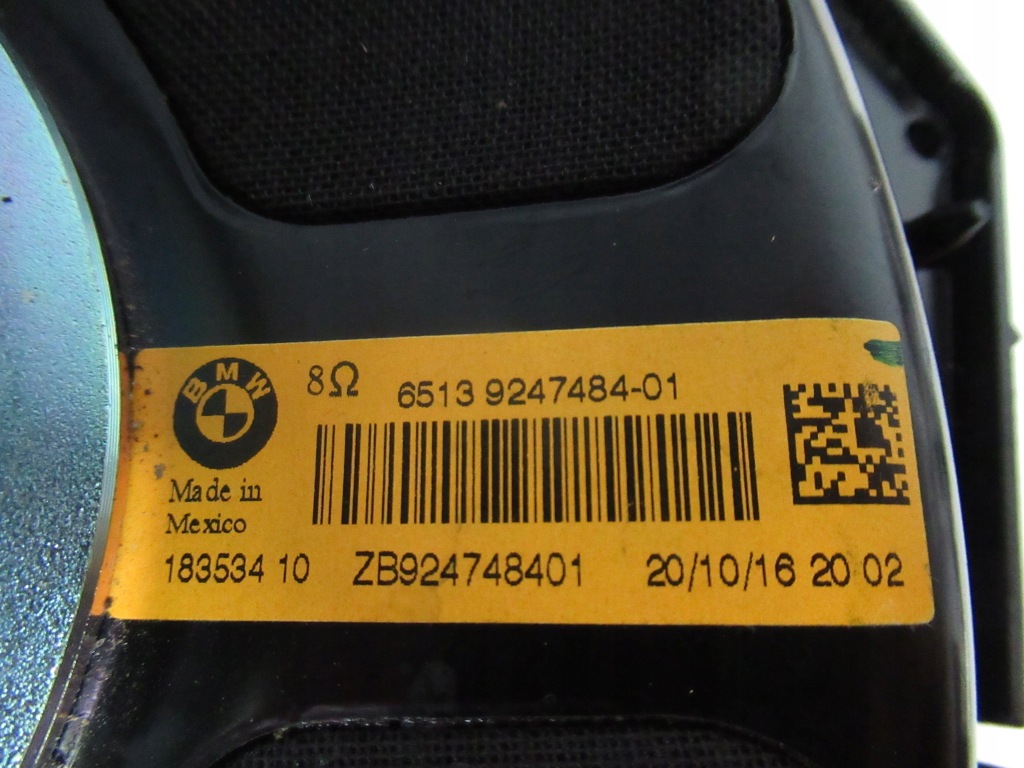 BMW 8Ω 6513 9247484-01
Made in
Mexico
183534 10 ZB924748401 20/10/16 20 02